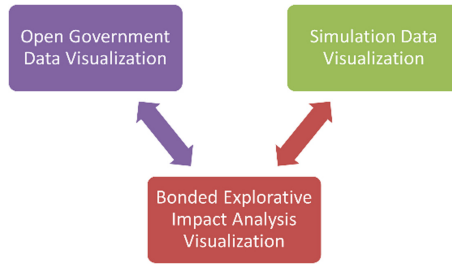 Open Government
Data Visualization
Simulation Data
Visualization
Bonded Explorative
Impact Analysis
Visualization